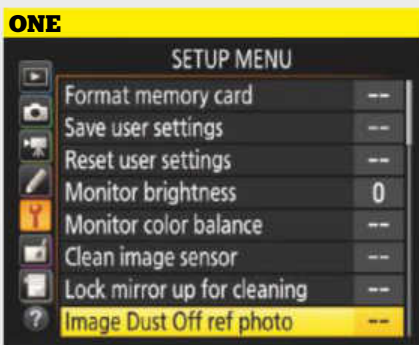 ONE
SETUP MENU
Format memory card --
Save user settings --
Reset user settings --
Monitor brightness 0
Monitor color balance --
Clean image sensor --
Lock mirror up for cleaning --
Image Dust Off ref photo --
?